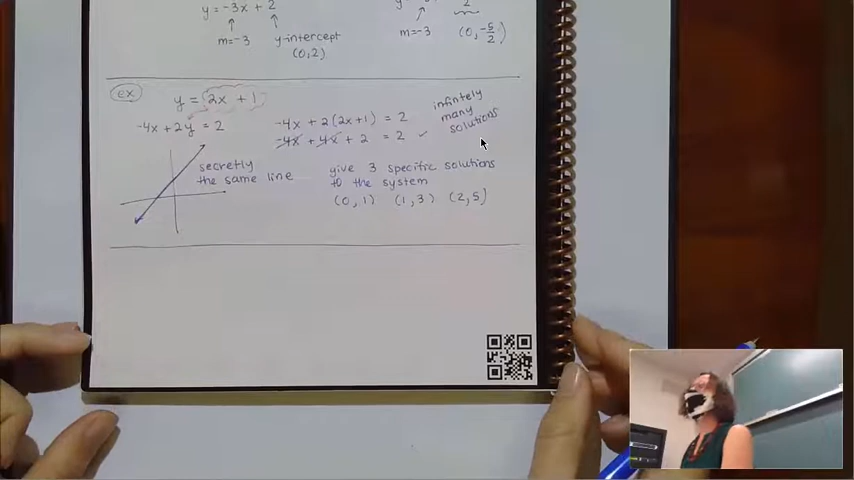 y = -3x + 2
m=-3 y-intercept
(0,2)
2
m=-3 (0,-5/2)
ex
y = 2x + 1
-4x + 2y = 2
-4x + 2(2x+1) = 2
-4x + 4x + 2 = 2 ✓
infintely
many
solutions
secretly
the same line
give 3 specific solutions
to the system
(0,1) (1,3) (2,5)